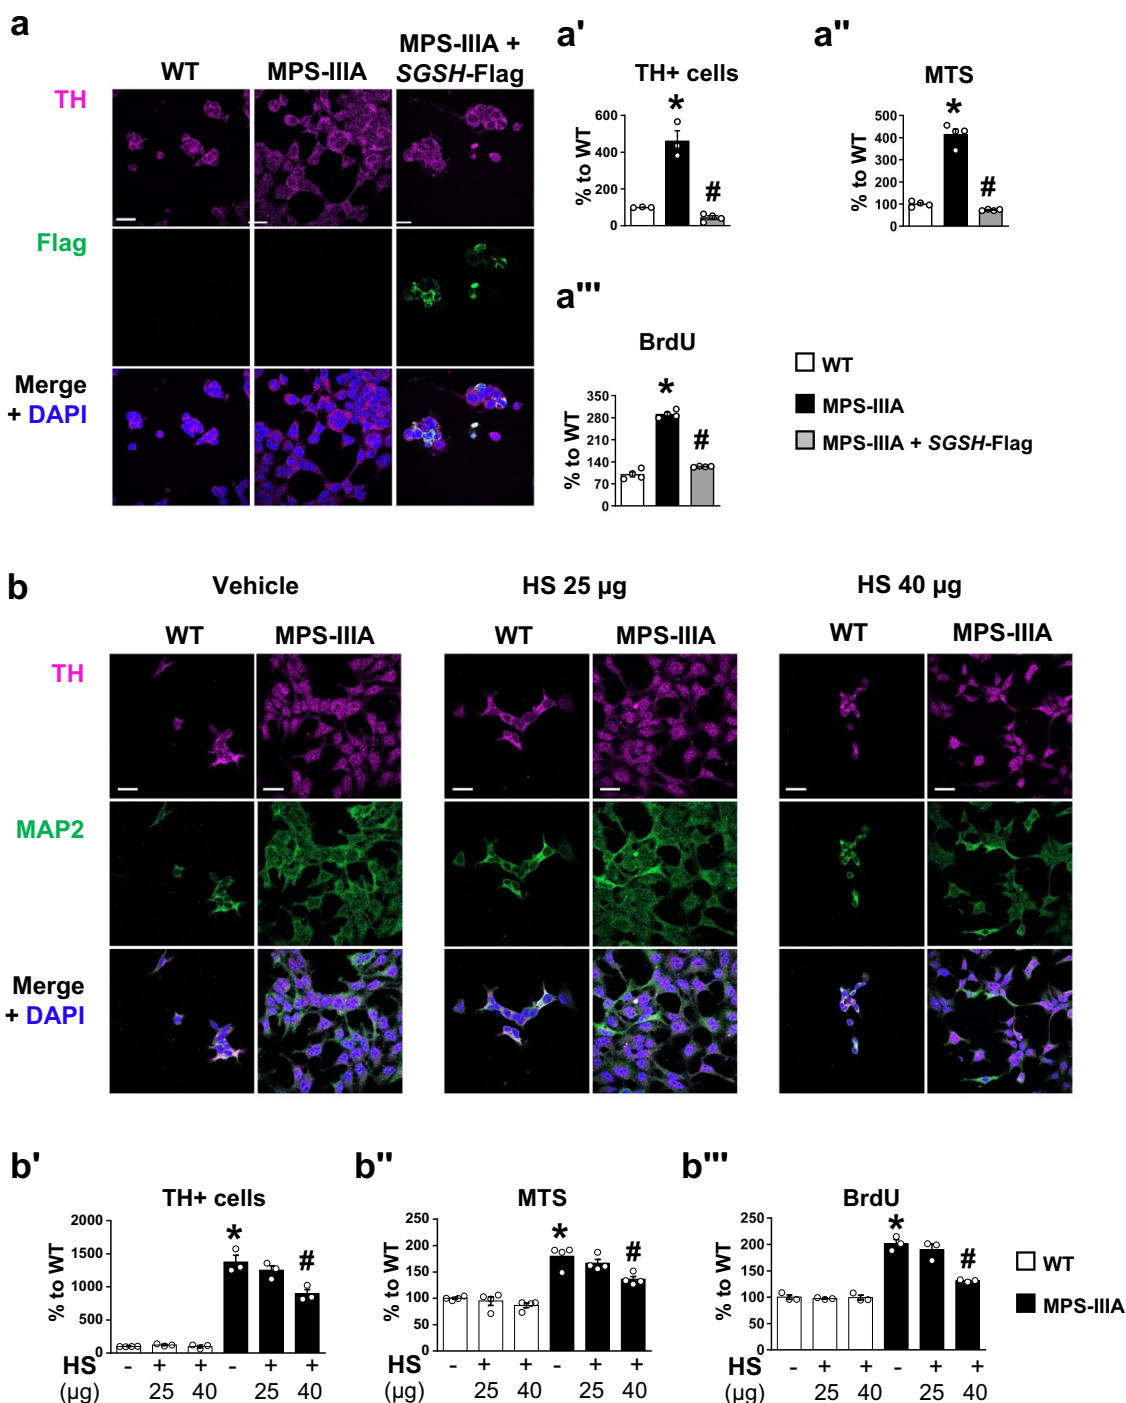 a
WT
MPS-IIIA
MPS-IIIA +
SGSH-Flag
TH
Flag
Merge
+ DAPI
a'
TH+ cells
% to WT
600
400
200
0
*
#
a''
MTS
% to WT
500
400
300
200
100
0
*
#
a'''
BrdU
% to WT
350
280
210
140
70
0
*
#
WT
MPS-IIIA
MPS-IIIA + SGSH-Flag
b
Vehicle
HS 25 µg
HS 40 µg
WT
MPS-IIIA
WT
MPS-IIIA
WT
MPS-IIIA
TH
MAP2
Merge
+ DAPI
b'
TH+ cells
% to WT
2000
1500
1000
500
0
*
#
HS - + + - + +
(µg) 25 40 25 40
b''
MTS
% to WT
250
200
150
100
50
0
*
#
HS - + + - + +
(µg) 25 40 25 40
b'''
BrdU
% to WT
250
200
150
100
50
0
*
#
HS - + + - + +
(µg) 25 40 25 40
WT
MPS-IIIA